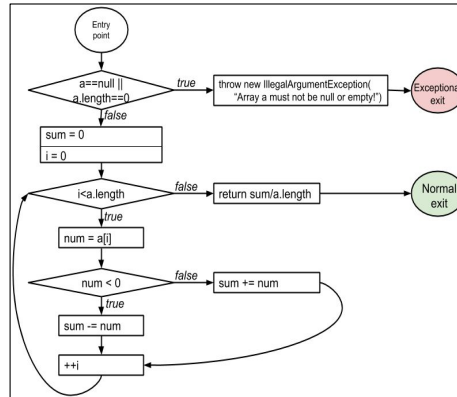 Entry
point
a==null ||
a.length==0
true
throw new IllegalArgumentException(
"Array a must not be null or empty!")
Exceptional
exit
false
sum = 0
i = 0
i<a.length
false
return sum/a.length
Normal
exit
true
num = a[i]
num < 0
false
sum += num
true
sum -= num
++i